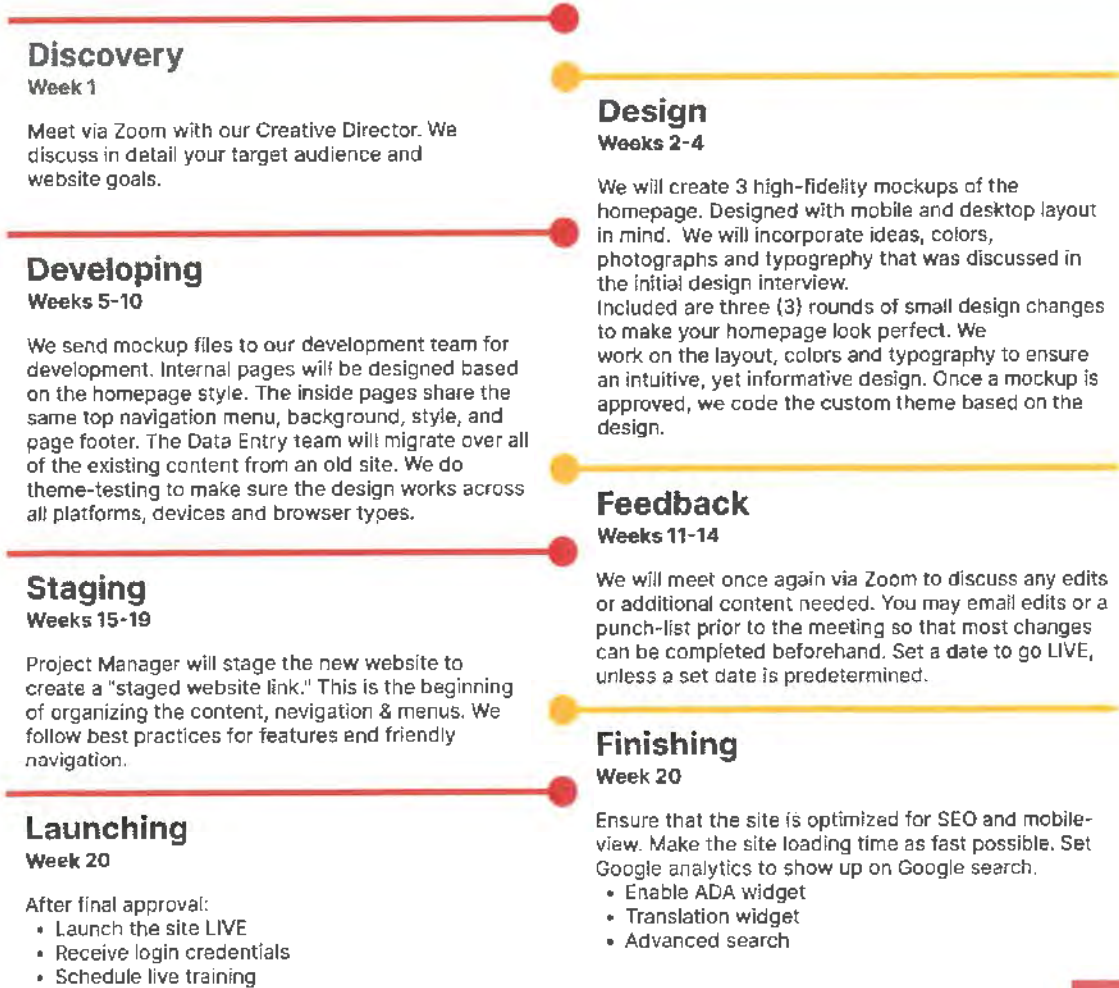 Discovery
Week 1
Meet via Zoom with our Creative Director. We
discuss in detail your target audience and
website goals.
Design
Weeks 2-4
We will create 3 high-fidelity mockups of the
homepage. Designed with mobile and desktop layout
in mind. We will incorporate ideas, colors,
photographs and typogrephy that was discussed in
the initial design interview.
Included are three (3) rounds of small design changes
to make your homepage look perfect. We
work on the layout, colors and typography to ensure
an intuitive, yet informative design. Once a mockup is
approved, we code the custom theme based on the
design.
Developing
Weeks 5-10
We send mockup files to our development team for
development. Internal pages will be designed based
on the homepage style. The inside pages share the
same top navigation menu, background, style, and
page footer. The Data Entry team will migrate over all
of the existing content from an old site. We do
theme-testing to make sure the design works across
all platforms, devices and browser types.
Feedback
Weeks 11-14
We will meet once again via Zoom to discuss any edits
or additional content needed. You may email edits or a
punch-list prior to the meeting so that most changes
can be completed beforehand. Set a date to go LIVE,
unless a set date is predetermined.
Staging
Weeks 15-19
Project Manager will stage the new website to
create a "staged website link." This is the beginning
of organizing the content, nevigation & menus. We
follow best practices for features end friendly
navigation.
Finishing
Week 20
Ensure that the site is optimized for SEO and mobile-
view. Make the site loading time as fast possible. Set
Google analytics to show up on Google search.
• Enable ADA widget
• Translation widget
• Advanced search
Launching
Week 20
After final approval:
• Launch the site LIVE
• Receive login credentials
• Schedule live training